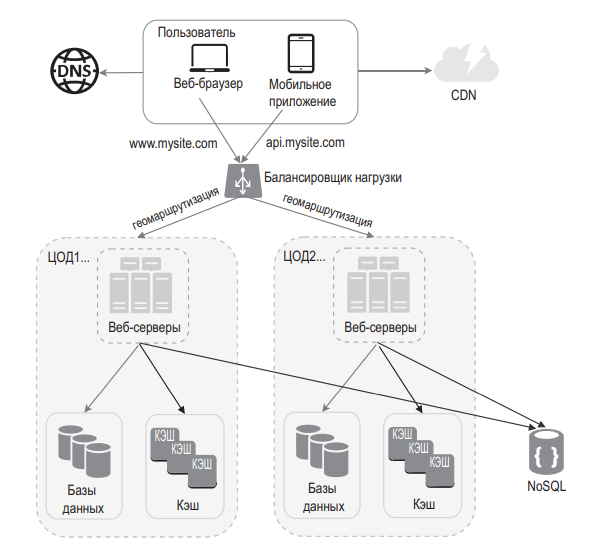 Пользователь
DNS
Веб-браузер
Мобильное
приложение
CDN
www.mysite.com
api.mysite.com
Балансировщик нагрузки
геомаршрутизация
геомаршрутизация
ЦОД1...
Веб-серверы
ЦОД2...
Веб-серверы
Базы
данных
КЭШ
КЭШ
КЭШ
Кэш
Базы
данных
КЭШ
КЭШ
КЭШ
Кэш
{ }
NoSQL